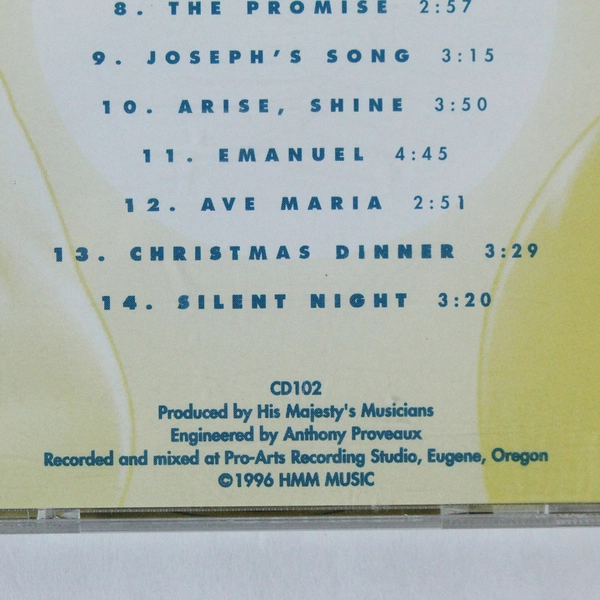 8. THE PROMISE 2:57
9. JOSEPH'S SONG 3:15
10. ARISE, SHINE 3:50
11. EMANUEL 4:45
12. AVE MARIA 2:51
13. CHRISTMAS DINNER 3:29
14. SILENT NIGHT 3:20
CD102
Produced by His Majesty's Musicians
Engineered by Anthony Proveaux
Recorded and mixed at Pro-Arts Recording Studio, Eugene, Oregon
©1996 HMM MUSIC